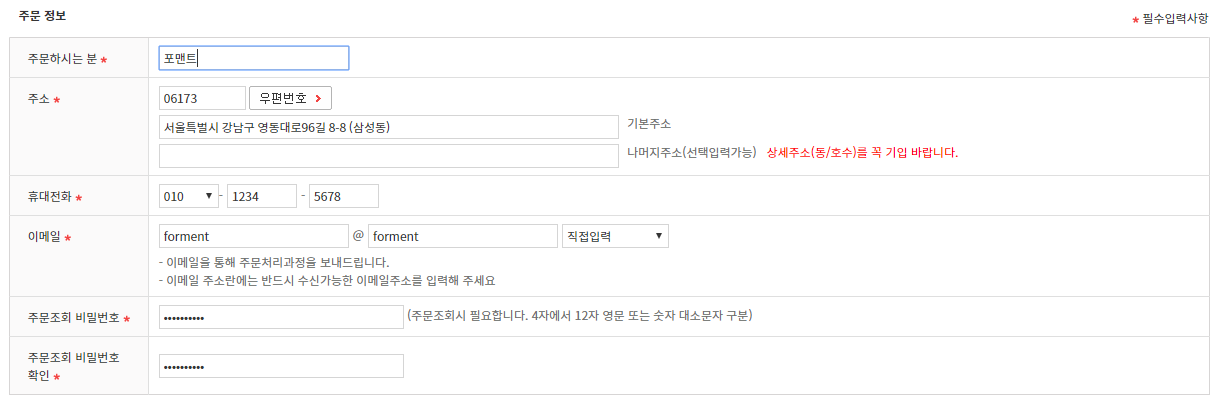 주문 정보
* 필수입력사항
주문하시는 분 * 포맨트
주소 * 06173 우편번호 >
서울특별시 강남구 영동대로96길 8-8 (삼성동) 기본주소
나머지주소(선택입력가능) 상세주소(동/호수)를 꼭 기입 바랍니다.
휴대전화 * 010 - 1234 - 5678
이메일 * forment @ forment 직접입력
- 이메일을 통해 주문처리과정을 보내드립니다.
- 이메일 주소란에는 반드시 수신가능한 이메일주소를 입력해 주세요
주문조회 비밀번호 * •••••••••• (주문조회시 필요합니다. 4자에서 12자 영문 또는 숫자 대소문자 구분)
주문조회 비밀번호
확인 * ••••••••••